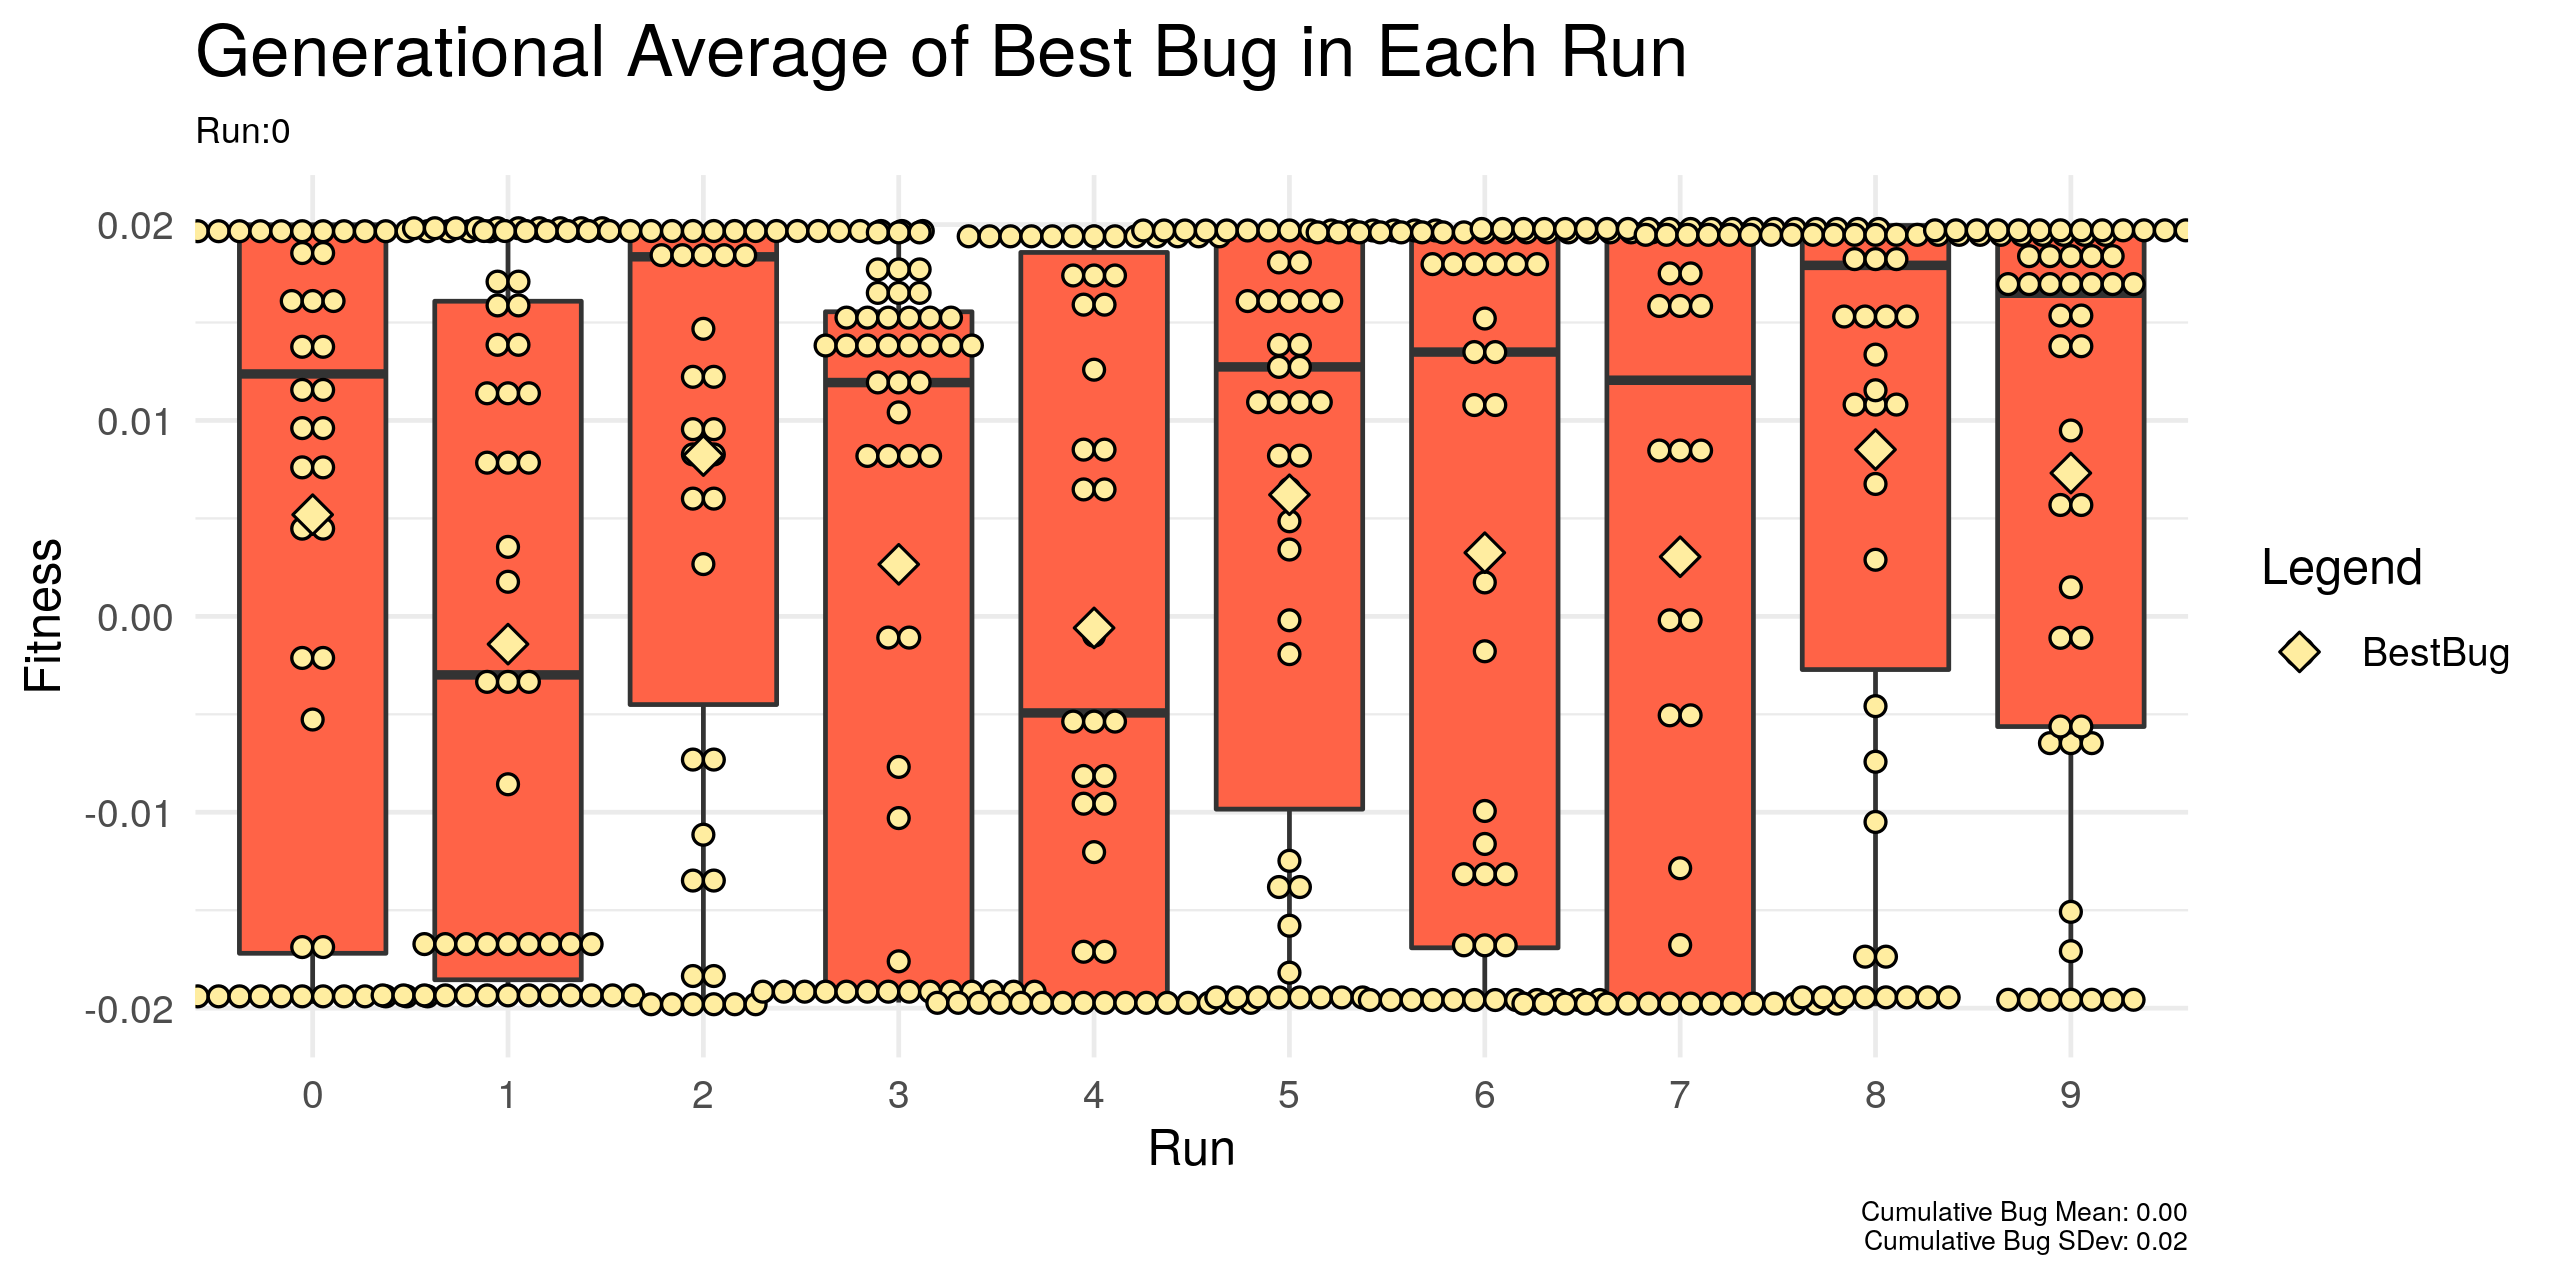 Generational Average of Best Bug in Each Run
Run:0
0.02
0.01
0.00
-0.01
-0.02
Fitness
0 1 2 3 4 5 6 7 8 9
Run
Legend
BestBug
Cumulative Bug Mean: 0.00
Cumulative Bug SDev: 0.02